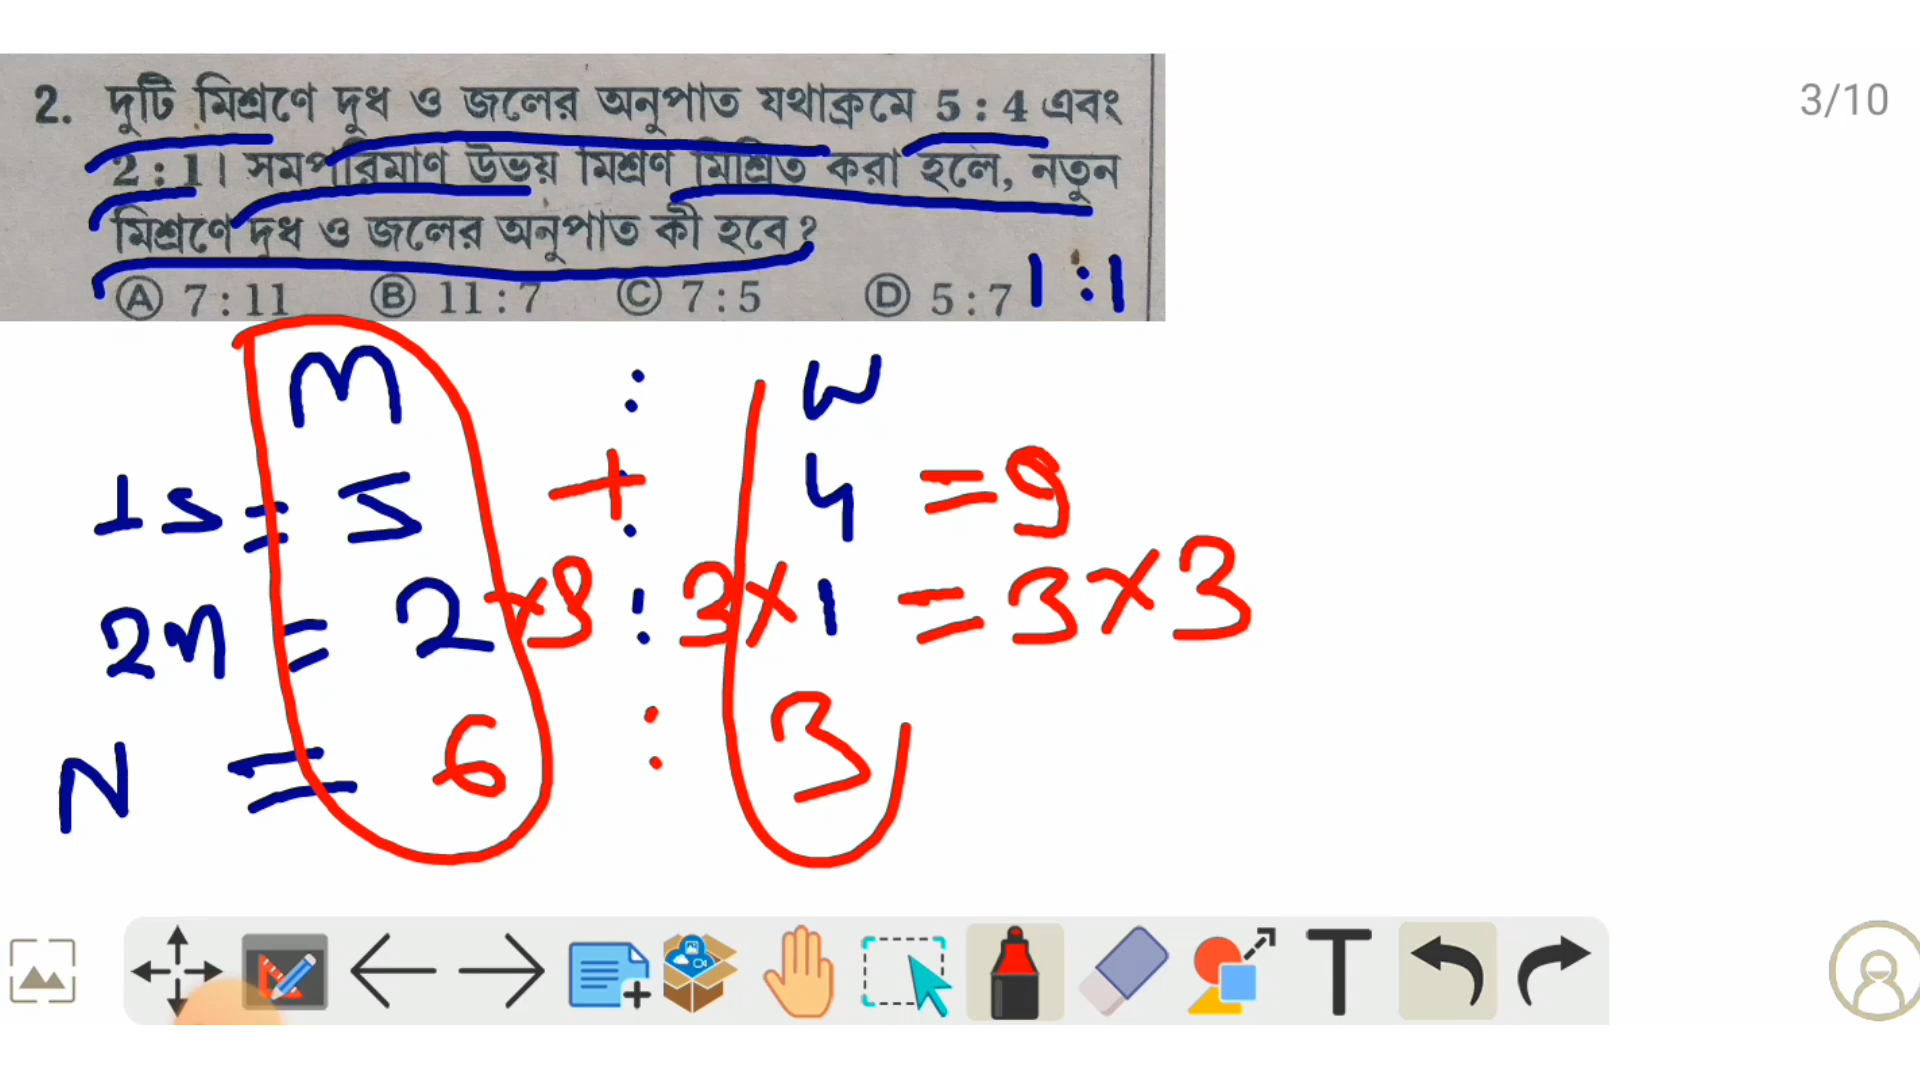 3/10
2. দুটি মিশ্রণে দুধ ও জলের অনুপাত যথাক্রমে 5 : 4 এবং
2 : 1। সমপরিমাণ উভয় মিশ্রণ মিশ্রিত করা হলে, নতুন
মিশ্রণে দুধ ও জলের অনুপাত কী হবে?
Ⓐ 7 : 11 Ⓑ 11 : 7 Ⓒ 7 : 5 Ⓓ 5 : 7 1 : 1
M : W
1s = 5 + : 4 = 9
2n = 2 × 3 : 3 × 1 = 3 × 3
N = 6 : 3
T